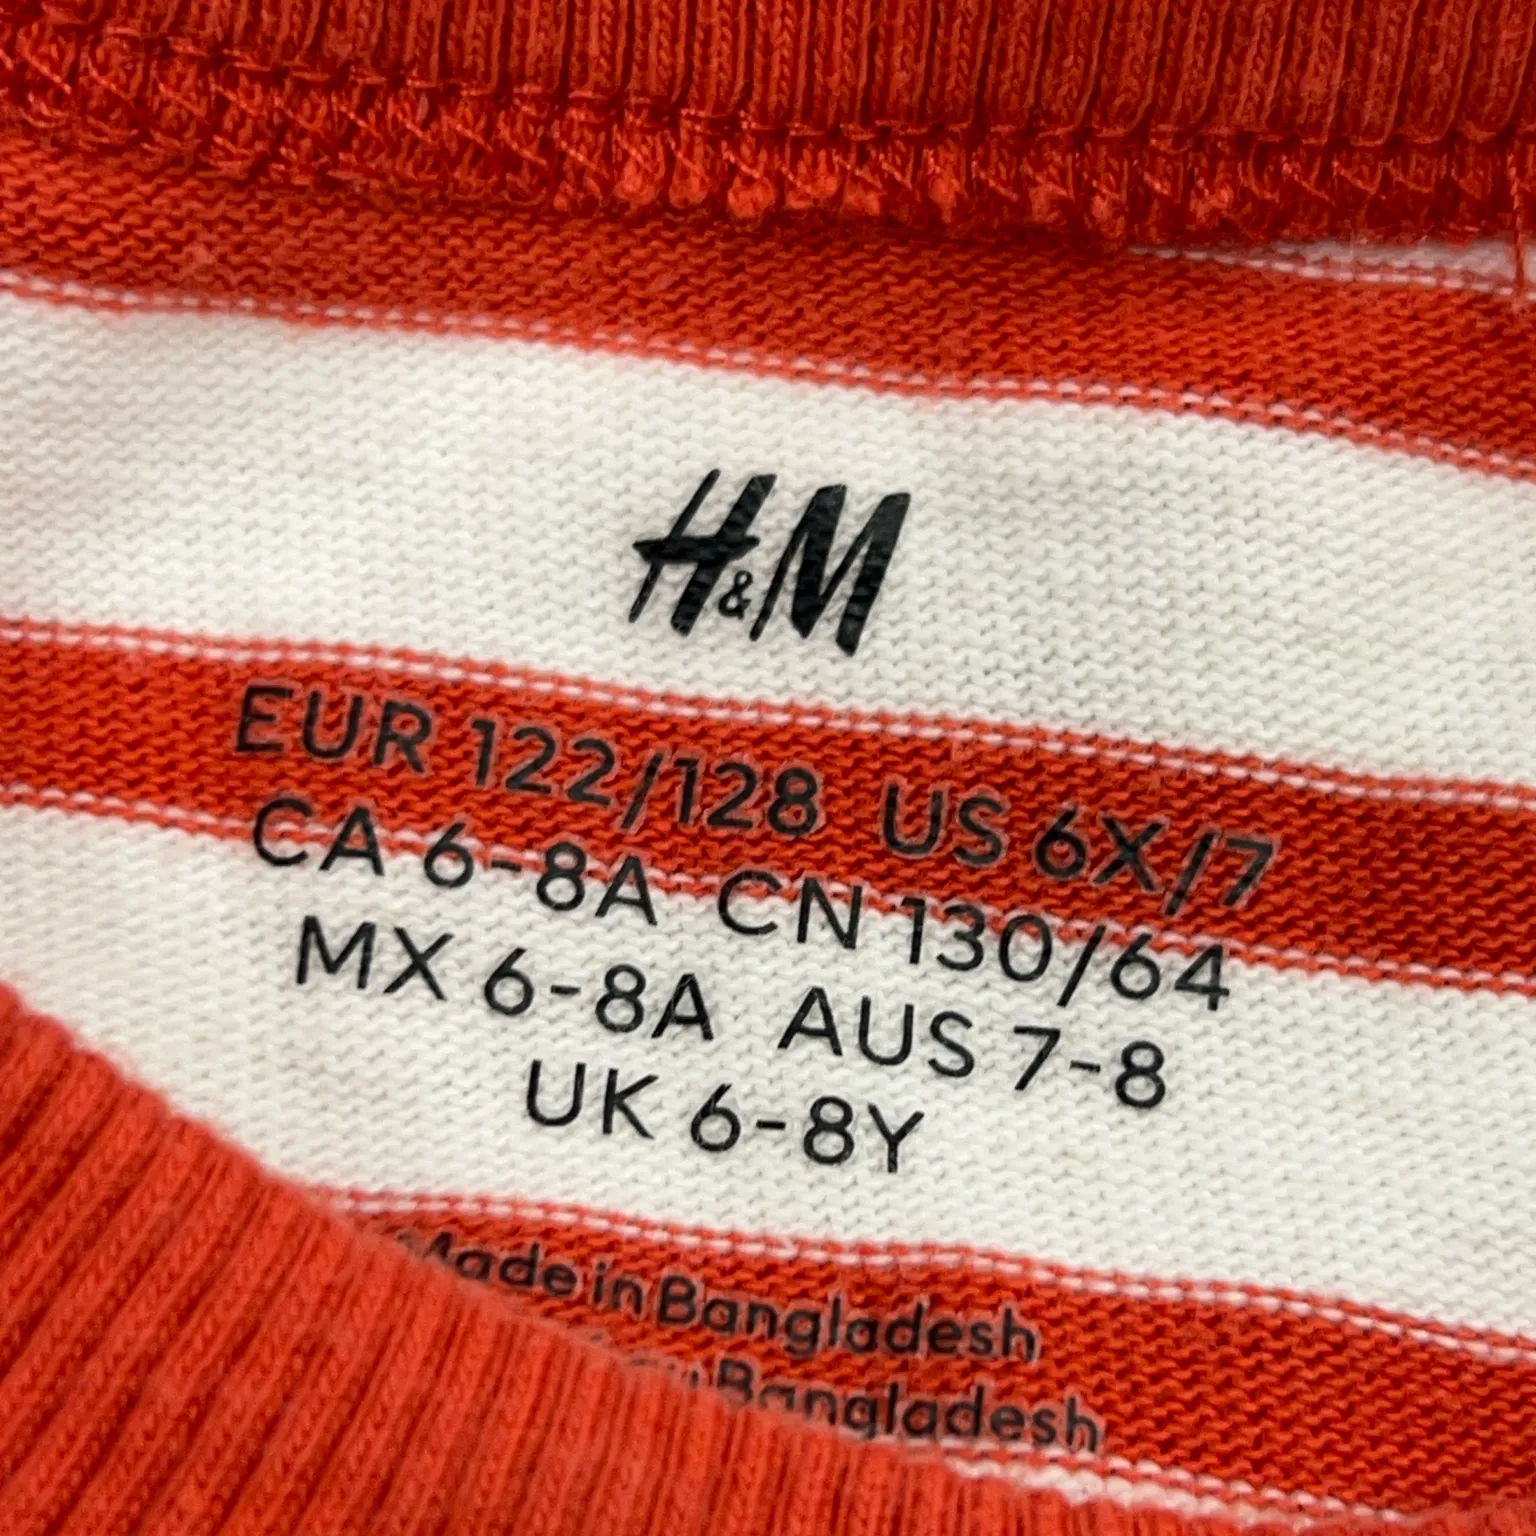 H&M
EUR 122/128 US 6X/7
CA 6-8A CN 130/64
MX 6-8A AUS 7-8
UK 6-8Y
Made in Bangladesh
Bangladesh